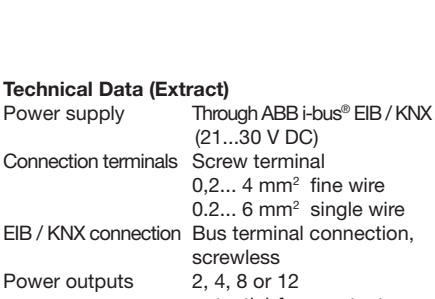 Technical Data (Extract)
Power supply Through ABB i-bus® EIB / KNX
(21...30 V DC)
Connection terminals Screw terminal
0,2... 4 mm² fine wire
0.2... 6 mm² single wire
EIB / KNX connection Bus terminal connection,
screwless
Power outputs 2, 4, 8 or 12